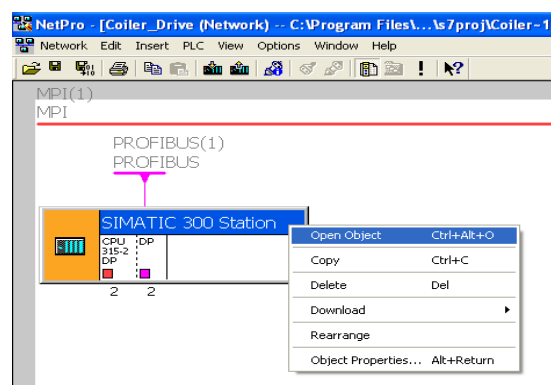 NetPro - [Coiler_Drive (Network) -- C:\Program Files\...\s7proj\Coiler~1
Network Edit Insert PLC View Options Window Help
MPI(1)
MPI
PROFIBUS(1)
PROFIBUS
SIMATIC 300 Station
CPU 315-2 DP
DP
2 2
Open Object Ctrl+Alt+O
Copy Ctrl+C
Delete Del
Download
Rearrange
Object Properties... Alt+Return